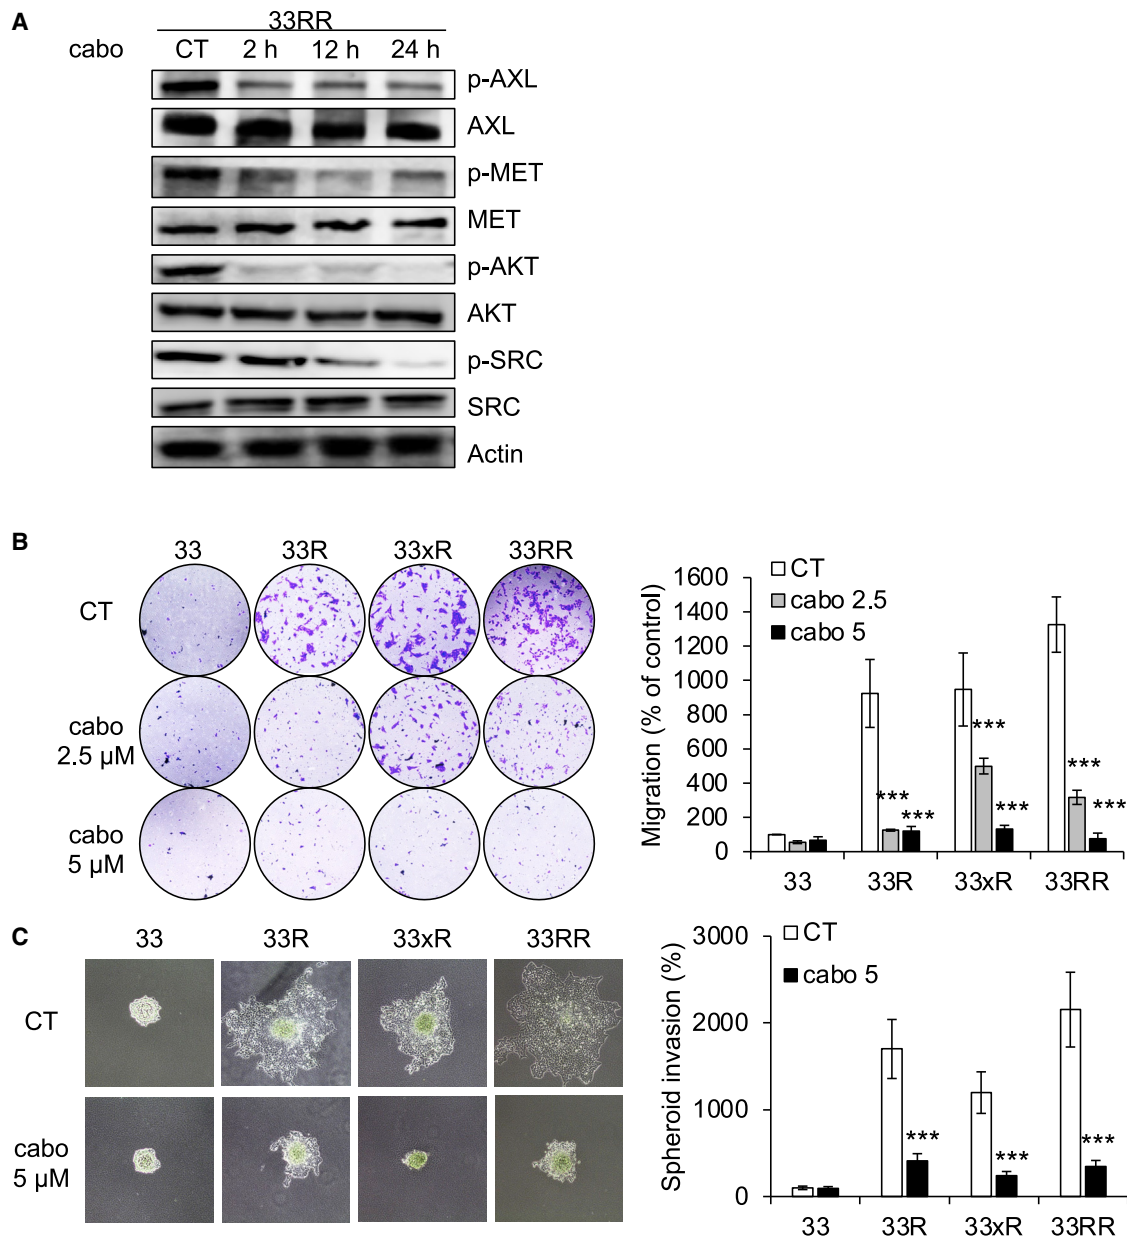 A
33RR
cabo CT 2 h 12 h 24 h
p-AXL
AXL
p-MET
MET
p-AKT
AKT
p-SRC
SRC
Actin
B
33 33R 33xR 33RR
CT
cabo
2.5 µM
cabo
5 µM
Migration (% of control)
1600
1400
1200
1000
800
600
400
200
0
CT
cabo 2.5
cabo 5
*** *** *** *** *** ***
33 33R 33xR 33RR
C
33 33R 33xR 33RR
CT
cabo
5 µM
Spheroid invasion (%)
3000
2000
1000
0
CT
cabo 5
*** *** ***
33 33R 33xR 33RR